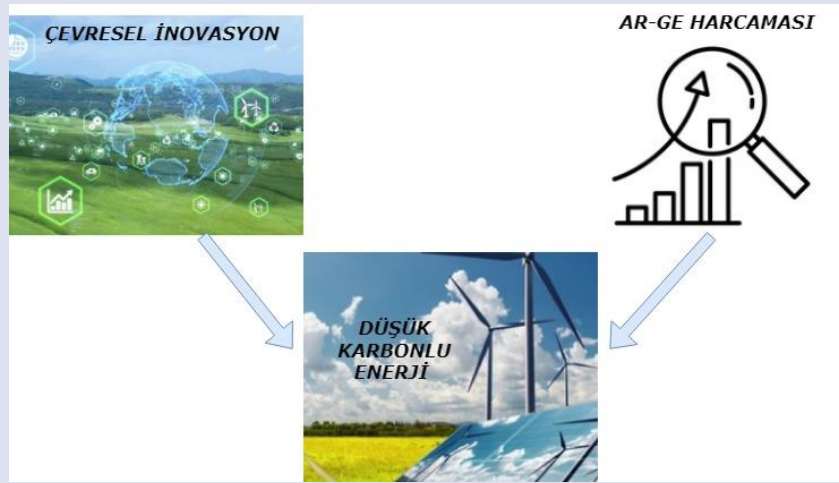 ÇEVRESEL İNOVASYON
AR-GE HARCAMASI
DÜŞÜK
KARBONLU
ENERJİ